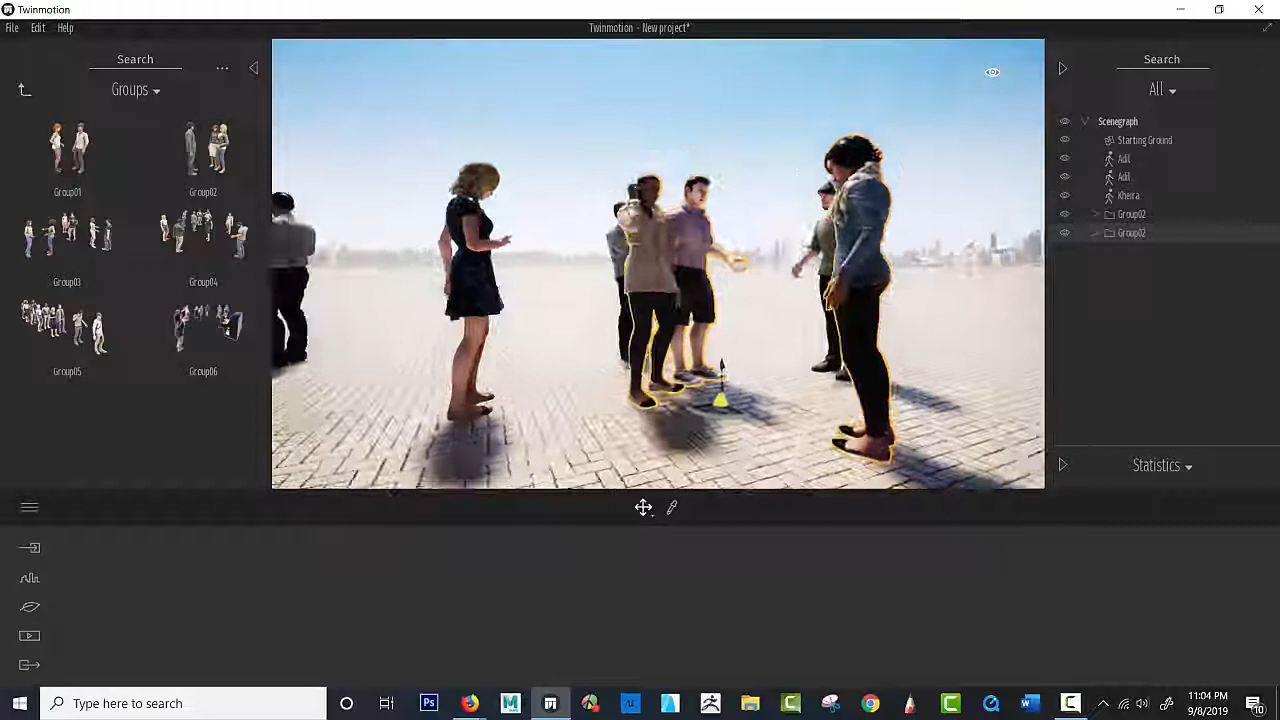 Twinmotion
File Edit Help
Twinmotion - New project*
Search
...
Groups
Group01
Group02
Group03
Group04
Group05
Group06
Search
All
Scenegraph
Starting Ground
Adil
Adil
Kheira
Group02
Group02
Statistics
Type here to search
11:04 PM
9/8/2019